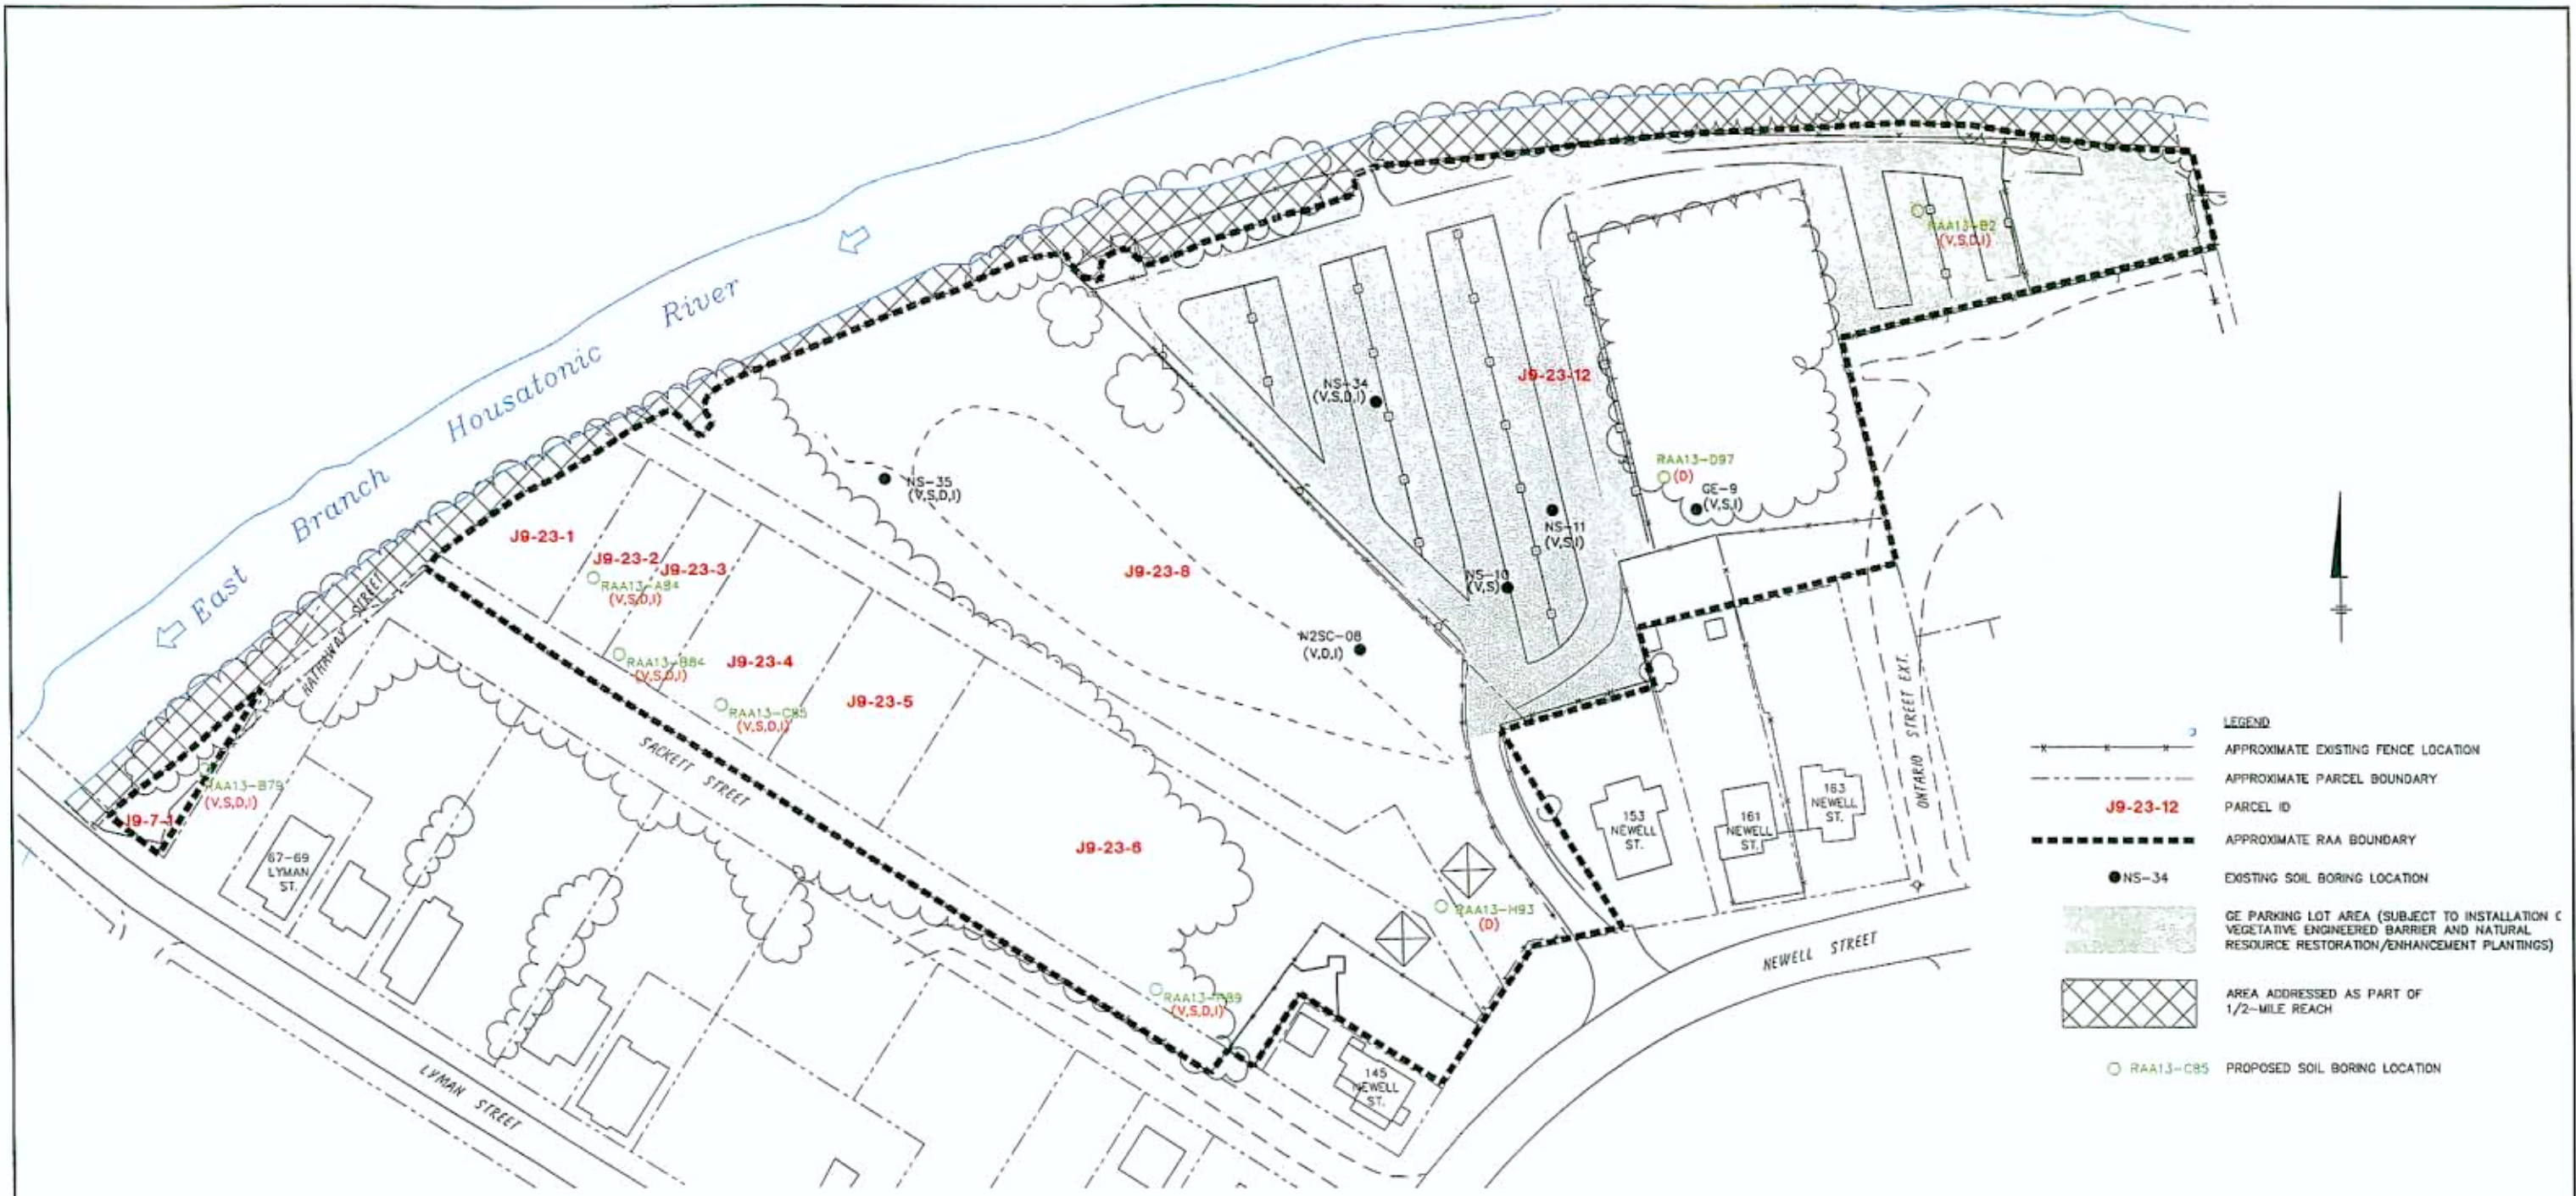 East Branch Housatonic River
HATHAWAY STREET
SACKETT STREET
LYMAN STREET
NEWELL STREET
ONTARIO STREET EXT.
J9-23-12
RAA13-B2
(V,S,D,I)
NS-34
(V,S,D,I)
RAA13-D97
(D)
GE-9
(V,S,I)
NS-11
(V,S,I)
NS-10
(V,S)
NS-35
(V,S,D,I)
J9-23-8
N2SC-08
(V,D,I)
J9-23-1
J9-23-2
J9-23-3
RAA13-A84
(V,S,D,I)
RAA13-B84
(V,S,D,I)
J9-23-4
RAA13-C85
(V,S,D,I)
J9-23-5
J9-23-6
RAA13-B79
(V,S,D,I)
J9-7-1
67-69
LYMAN
ST.
RAA13-H93
(D)
(V,S,D,I)
145
NEWELL
ST.
153
NEWELL
ST.
161
NEWELL
ST.
163
NEWELL
ST.
LEGEND
APPROXIMATE EXISTING FENCE LOCATION
APPROXIMATE PARCEL BOUNDARY
J9-23-12 PARCEL ID
APPROXIMATE RAA BOUNDARY
NS-34 EXISTING SOIL BORING LOCATION
GE PARKING LOT AREA (SUBJECT TO INSTALLATION
VEGETATIVE ENGINEERED BARRIER AND NATURAL
RESOURCE RESTORATION/ENHANCEMENT PLANTINGS)
AREA ADDRESSED AS PART OF
1/2-MILE REACH
RAA13-C85 PROPOSED SOIL BORING LOCATION